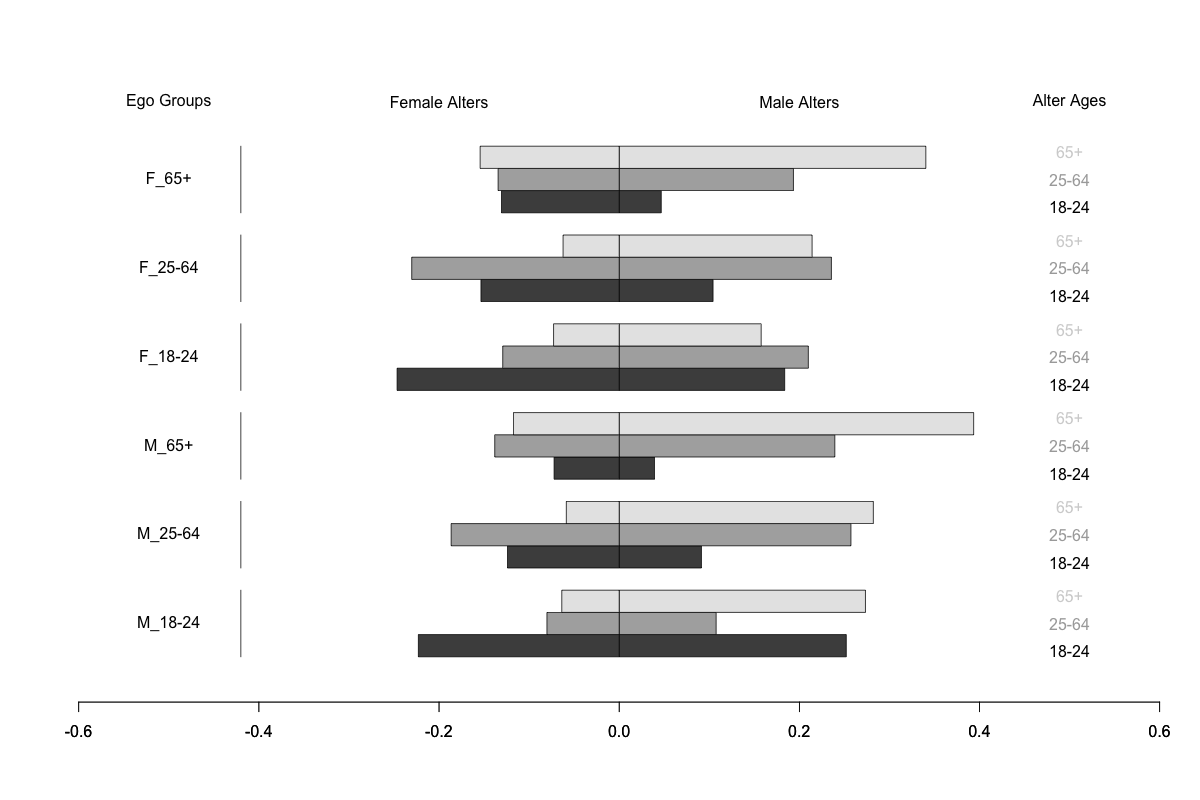 Ego Groups Female Alters Male Alters Alter Ages
65+
F_65+ 25-64
18-24
65+
F_25-64 25-64
18-24
65+
F_18-24 25-64
18-24
65+
M_65+ 25-64
18-24
65+
M_25-64 25-64
18-24
65+
M_18-24 25-64
18-24
-0.6 -0.4 -0.2 0.0 0.2 0.4 0.6